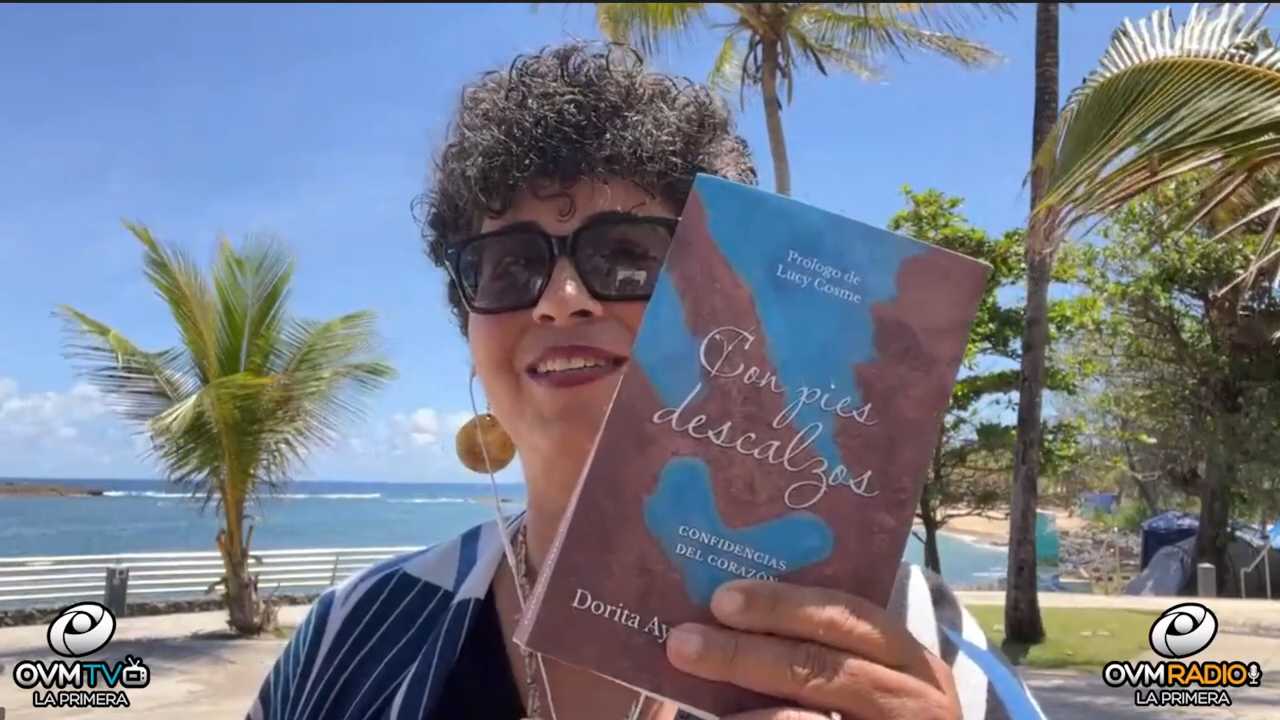 Prólogo de
Lucy Cosme
Con pies
descalzos
CONFIDENCIAS
DEL CORAZÓN
Dorita Ay
OVMTV
LA PRIMERA
OVMRADIO
LA PRIMERA